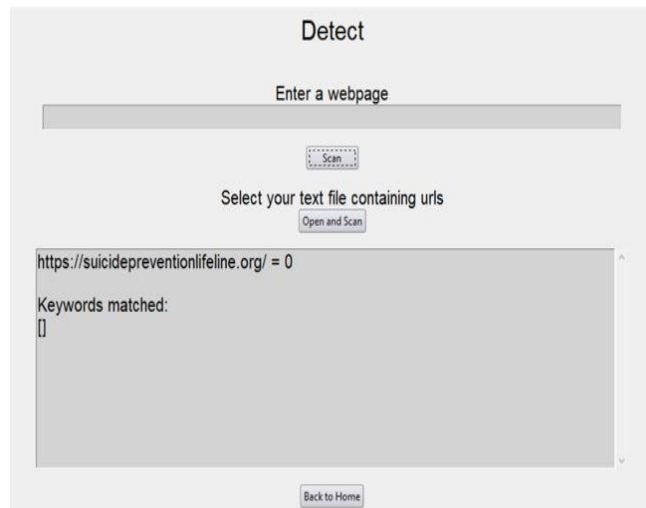 Detect
Enter a webpage
Scan
Select your text file containing urls
Open and Scan
https://suicidepreventionlifeline.org/ = 0
Keywords matched:
[]
Back to Home